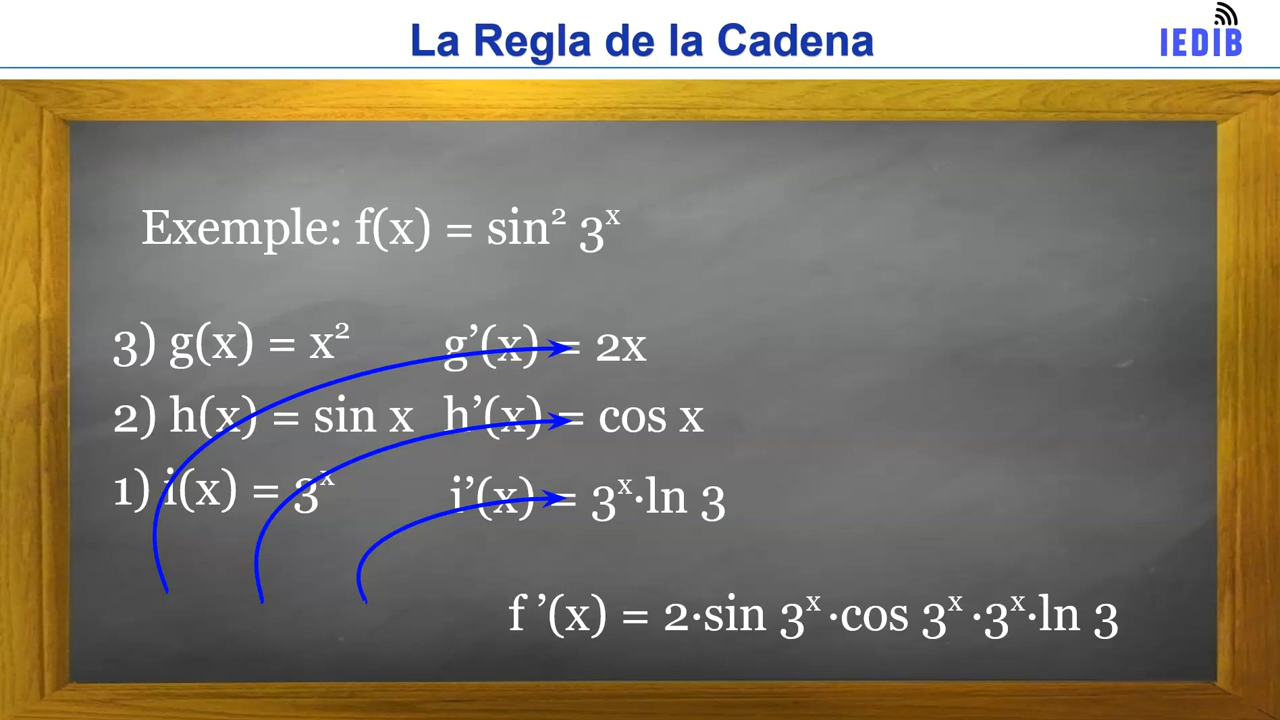 La Regla de la Cadena
IEDIB
Exemple: f(x) = sin² 3ˣ
3) g(x) = x² g’(x) = 2x
2) h(x) = sin x h’(x) = cos x
1) i(x) = 3ˣ i’(x) = 3ˣ·ln 3
f ’(x) = 2·sin 3ˣ ·cos 3ˣ ·3ˣ·ln 3